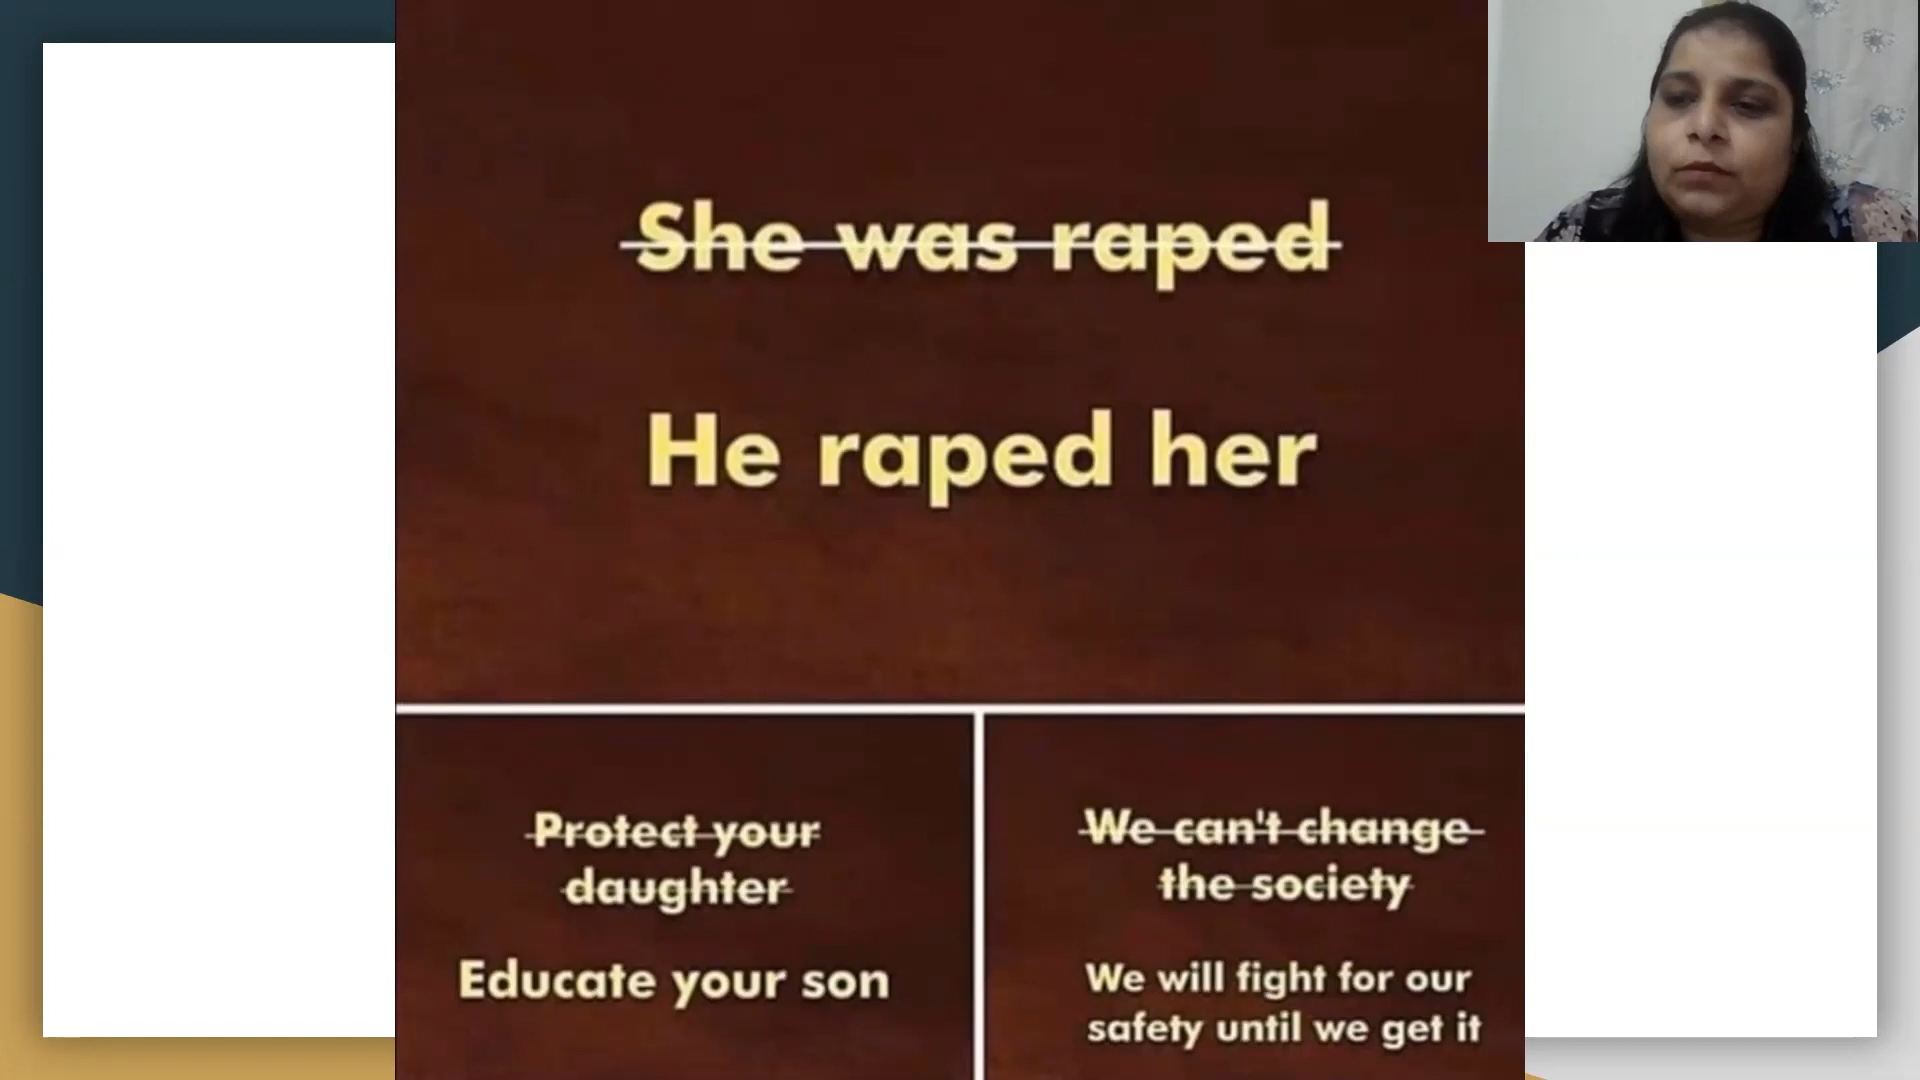 She was raped
He raped her
Protect your
daughter
Educate your son
We can't change
the society
We will fight for our
safety until we get it